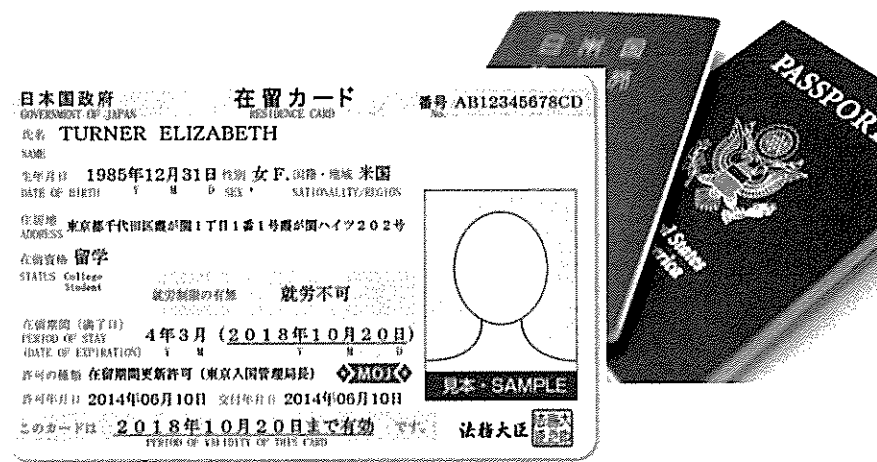 日本国政府 在留カード 番号 AB12345678CD
GOVERNMENT OF JAPAN RESIDENCE CARD No.
氏名 TURNER ELIZABETH
NAME
生年月日 1985年12月31日 性別 女 F. 国籍・地域 米国
DATE OF BIRTH Y M D SEX NATIONALITY/REGION
住居地 東京都千代田区霞が関1丁目1番1号霞が関ハイツ202号
ADDRESS
在留資格 留学
STATUS College
Student
就労制限の有無 就労不可
在留期間(満了日) 4年3月(2018年10月20日)
PERIOD OF STAY
(DATE OF EXPIRATION) Y M Y M D
許可の種類 在留期間更新許可(東京入国管理局長) MOJ
見本・SAMPLE
許可年月日 2014年06月10日 交付年月日 2014年06月10日
このカードは 2018年10月20日まで有効 です。
PERIOD OF VALIDITY OF THIS CARD
法務大臣
PASSPORT